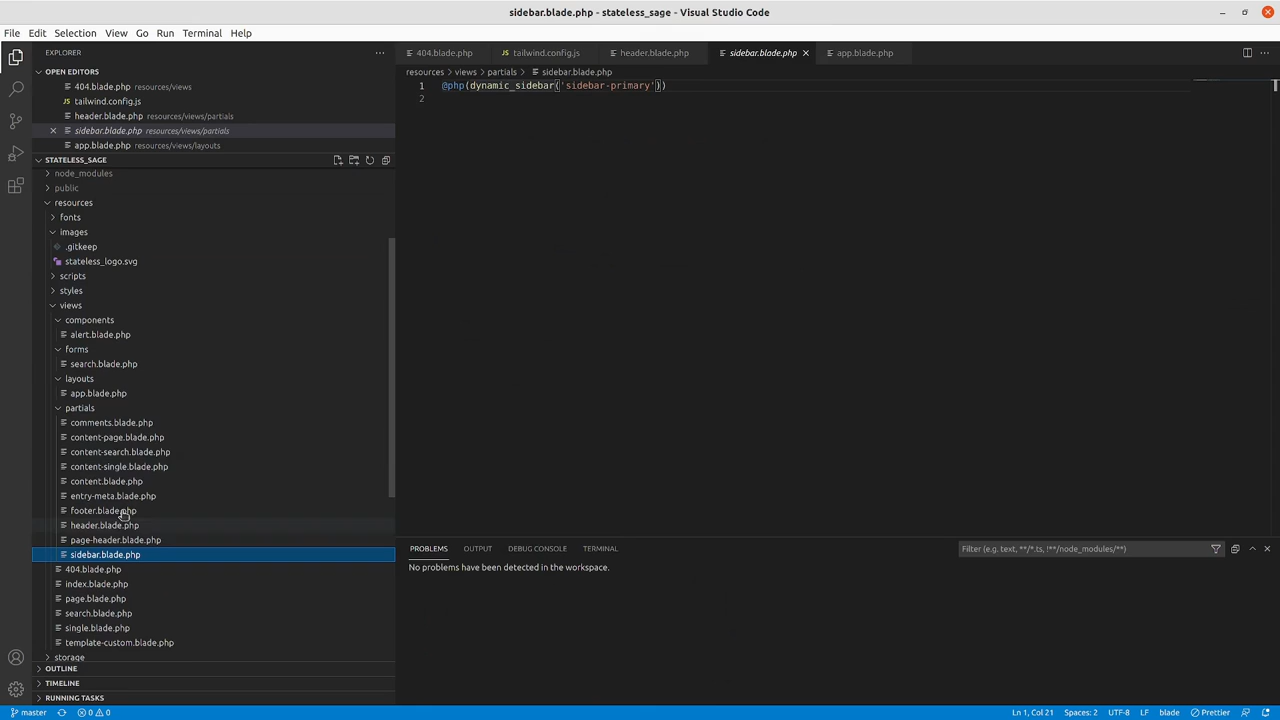 sidebar.blade.php - stateless_sage - Visual Studio Code
File Edit Selection View Go Run Terminal Help
EXPLORER
OPEN EDITORS
404.blade.php resources/views
tailwind.config.js
header.blade.php resources/views/partials
sidebar.blade.php resources/views/partials
app.blade.php resources/views/layouts
STATELESS_SAGE
node_modules
public
resources
fonts
images
.gitkeep
stateless_logo.svg
scripts
styles
views
components
alert.blade.php
forms
search.blade.php
layouts
app.blade.php
partials
comments.blade.php
content-page.blade.php
content-search.blade.php
content-single.blade.php
content.blade.php
entry-meta.blade.php
footer.blade.php
header.blade.php
page-header.blade.php
sidebar.blade.php
404.blade.php
index.blade.php
page.blade.php
search.blade.php
single.blade.php
template-custom.blade.php
storage
OUTLINE
TIMELINE
RUNNING TASKS
404.blade.php tailwind.config.js header.blade.php sidebar.blade.php app.blade.php
resources > views > partials > sidebar.blade.php
1 @php(dynamic_sidebar('sidebar-primary'))
2
PROBLEMS OUTPUT DEBUG CONSOLE TERMINAL
Filter (e.g. text, **/*.ts, !**/node_modules/**)
No problems have been detected in the workspace.
master 0 0 Ln 1, Col 21 Spaces: 2 UTF-8 LF blade Prettier